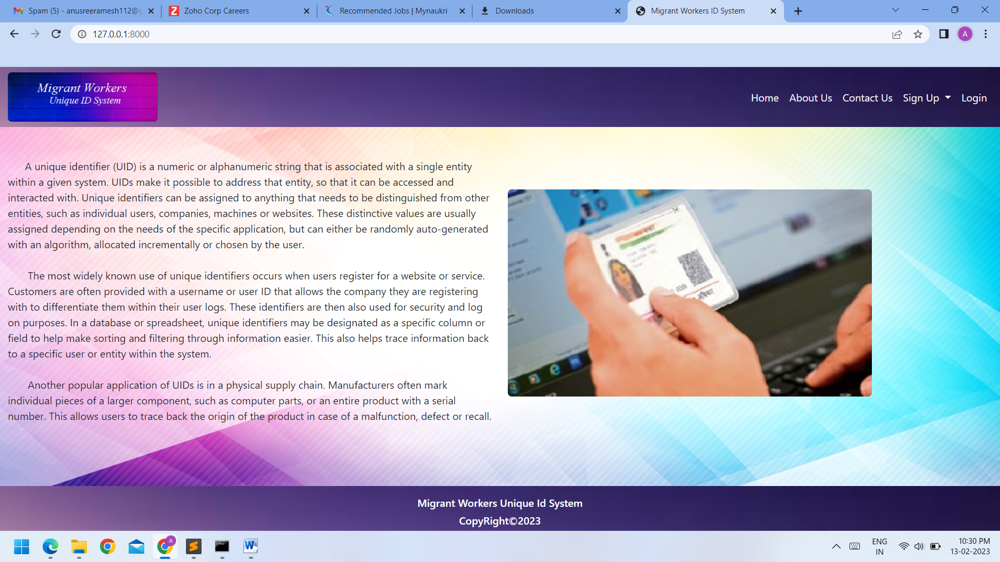 Spam (5) - anusreeramesh112@g
Zoho Corp Careers
Recommended Jobs | Mynaukri
Downloads
Migrant Workers ID System
127.0.0.1:8000
A
Migrant Workers
Unique ID System
Home About Us Contact Us Sign Up Login
A unique identifier (UID) is a numeric or alphanumeric string that is associated with a single entity
within a given system. UIDs make it possible to address that entity, so that it can be accessed and
interacted with. Unique identifiers can be assigned to anything that needs to be distinguished from other
entities, such as individual users, companies, machines or websites. These distinctive values are usually
assigned depending on the needs of the specific application, but can either be randomly auto-generated
with an algorithm, allocated incrementally or chosen by the user.
The most widely known use of unique identifiers occurs when users register for a website or service.
Customers are often provided with a username or user ID that allows the company they are registering
with to differentiate them within their user logs. These identifiers are then also used for security and log
on purposes. In a database or spreadsheet, unique identifiers may be designated as a specific column or
field to help make sorting and filtering through information easier. This also helps trace information back
to a specific user or entity within the system.
Another popular application of UIDs is in a physical supply chain. Manufacturers often mark
individual pieces of a larger component, such as computer parts, or an entire product with a serial
number. This allows users to trace back the origin of the product in case of a malfunction, defect or recall.
Migrant Workers Unique Id System
CopyRight©2023
A
ENG
IN
10:30 PM
13-02-2023